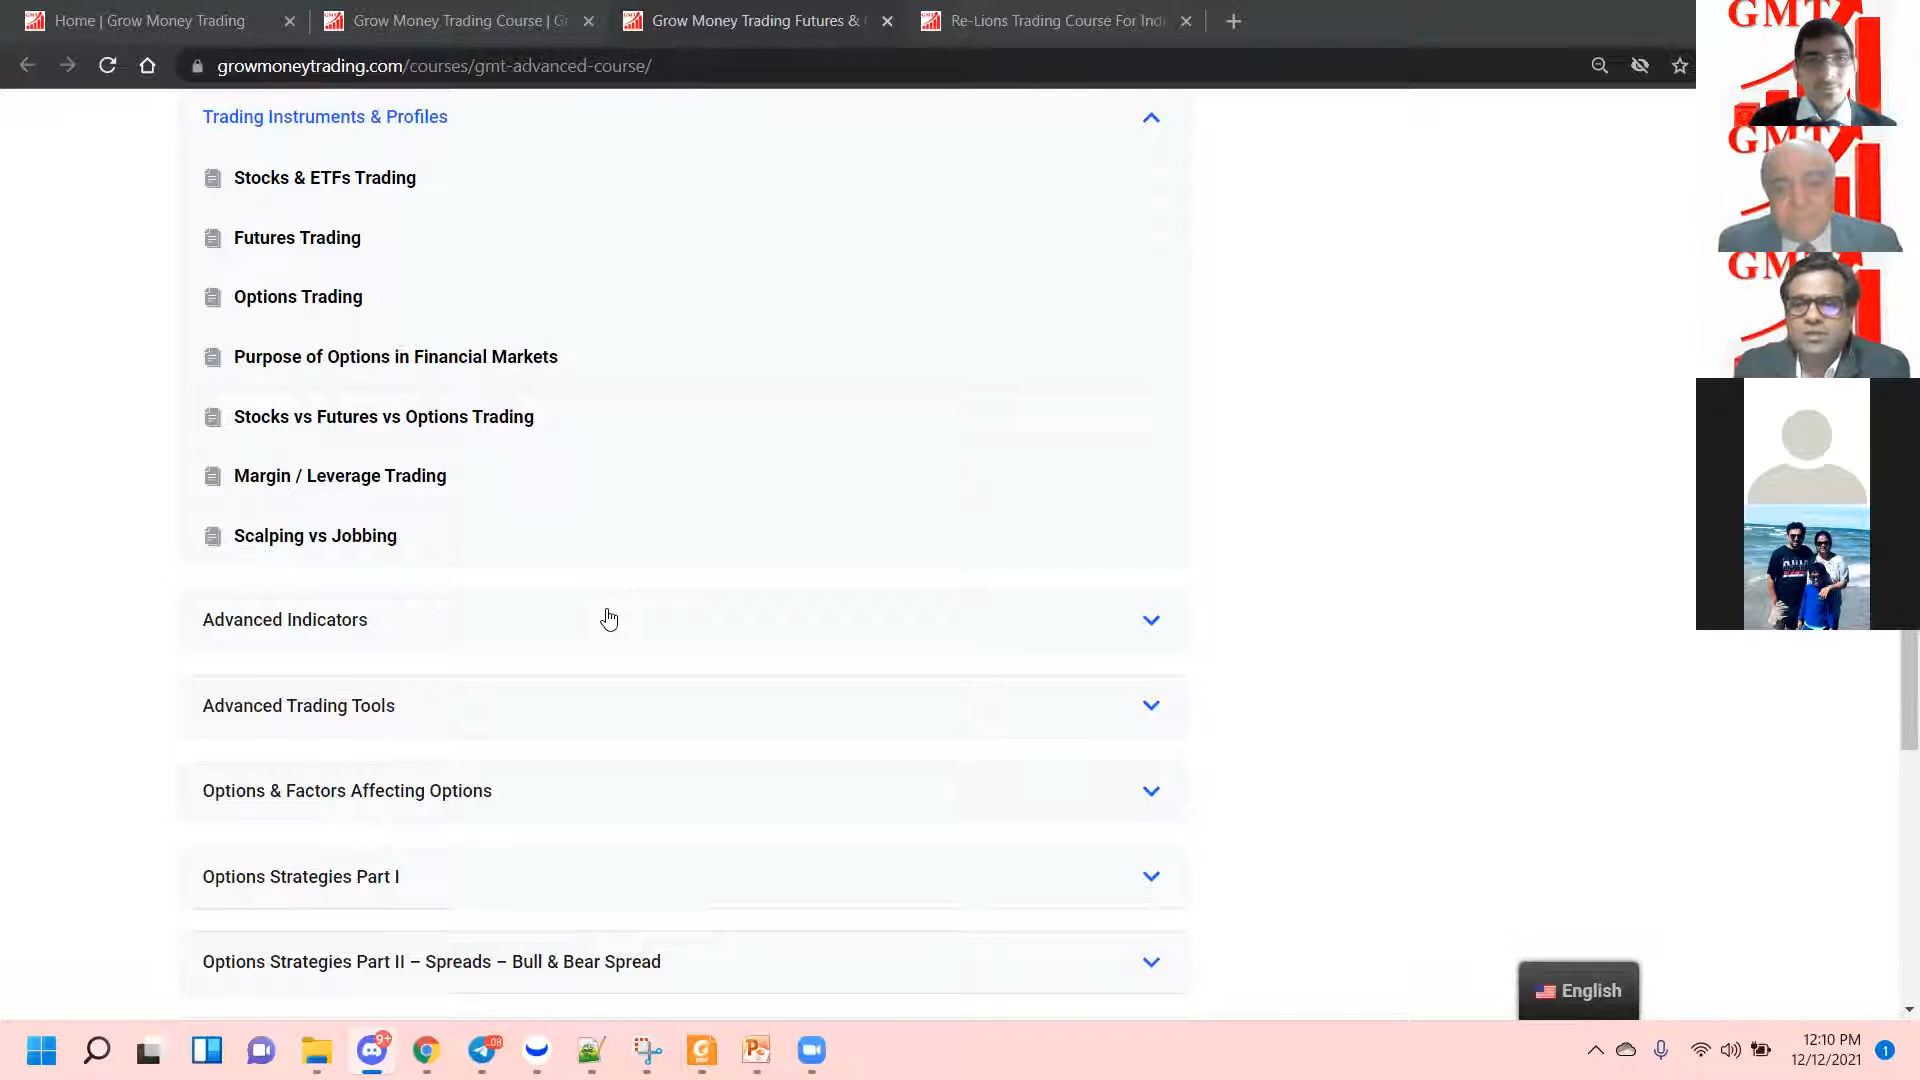 Home | Grow Money Trading
Grow Money Trading Course | G
Grow Money Trading Futures &
Re-Lions Trading Course For Ind
growmoneytrading.com/courses/gmt-advanced-course/
GMT
GMT
GM
Trading Instruments & Profiles
Stocks & ETFs Trading
Futures Trading
Options Trading
Purpose of Options in Financial Markets
Stocks vs Futures vs Options Trading
Margin / Leverage Trading
Scalping vs Jobbing
Advanced Indicators
Advanced Trading Tools
Options & Factors Affecting Options
Options Strategies Part I
Options Strategies Part II – Spreads – Bull & Bear Spread
English
9+
12:10 PM
12/12/2021
1